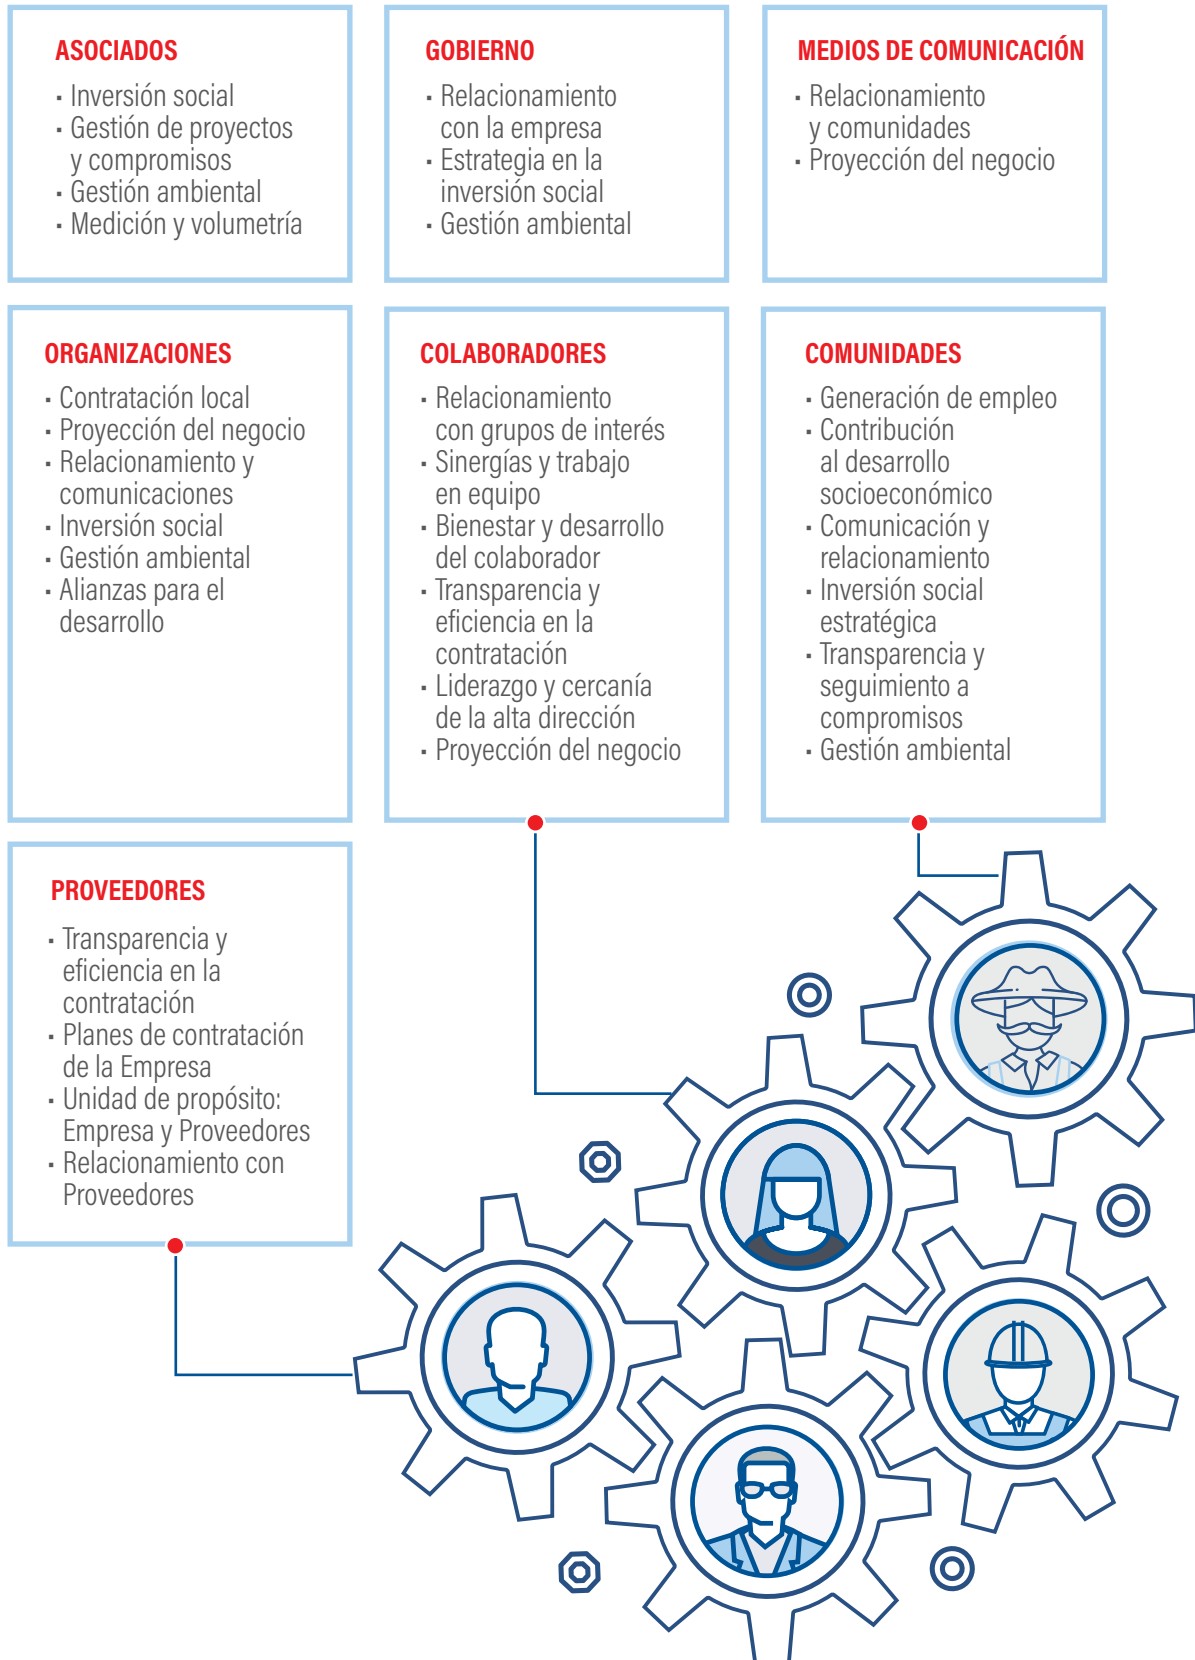 ASOCIADOS
· Inversión social
· Gestión de proyectos
y compromisos
· Gestión ambiental
· Medición y volumetría
GOBIERNO
· Relacionamiento
con la empresa
· Estrategia en la
inversión social
· Gestión ambiental
MEDIOS DE COMUNICACIÓN
· Relacionamiento
y comunidades
· Proyección del negocio
ORGANIZACIONES
· Contratación local
· Proyección del negocio
· Relacionamiento y
comunicaciones
· Inversión social
· Gestión ambiental
· Alianzas para el
desarrollo
COLABORADORES
· Relacionamiento
con grupos de interés
· Sinergías y trabajo
en equipo
· Bienestar y desarrollo
del colaborador
· Transparencia y
eficiencia en la
contratación
· Liderazgo y cercanía
de la alta dirección
· Proyección del negocio
COMUNIDADES
· Generación de empleo
· Contribución
al desarrollo
socioeconómico
· Comunicación y
relacionamiento
· Inversión social
estratégica
· Transparencia y
seguimiento a
compromisos
· Gestión ambiental
PROVEEDORES
· Transparencia y
eficiencia en la
contratación
· Planes de contratación
de la Empresa
· Unidad de propósito:
Empresa y Proveedores
· Relacionamiento con
Proveedores